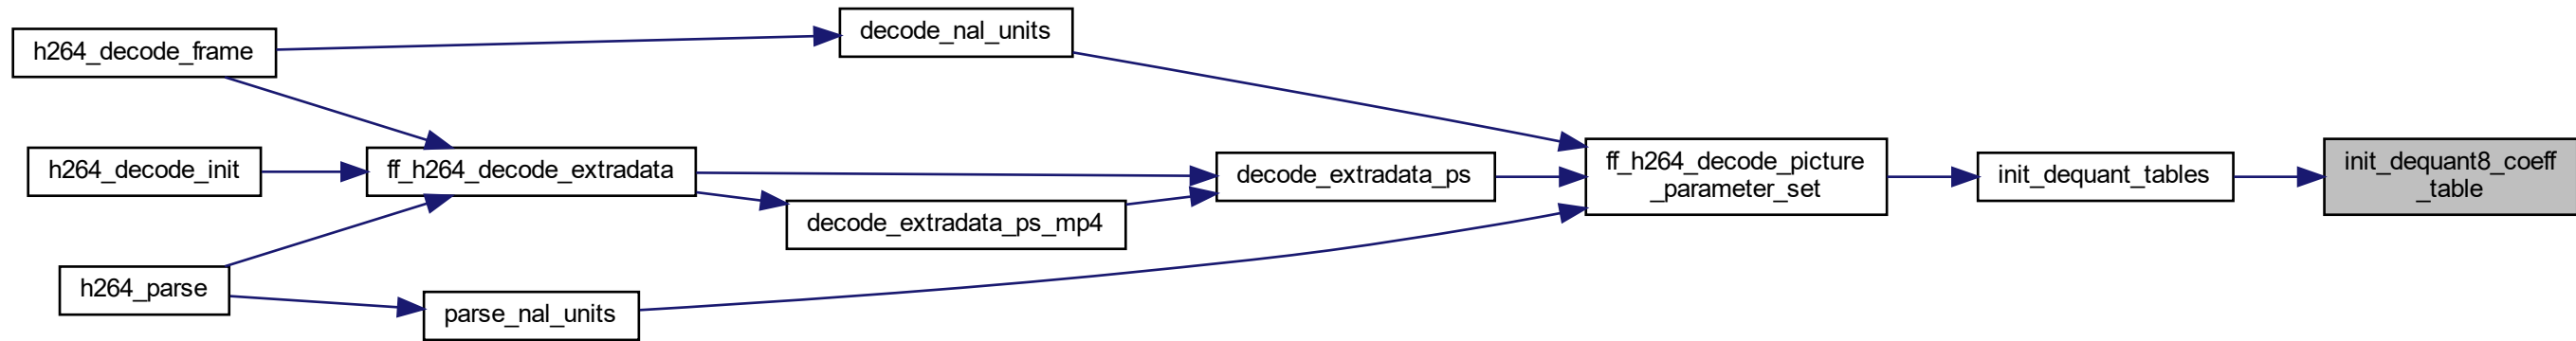 h264_decode_frame
decode_nal_units
h264_decode_init
ff_h264_decode_extradata
decode_extradata_ps
ff_h264_decode_picture
_parameter_set
init_dequant_tables
init_dequant8_coeff
_table
decode_extradata_ps_mp4
h264_parse
parse_nal_units